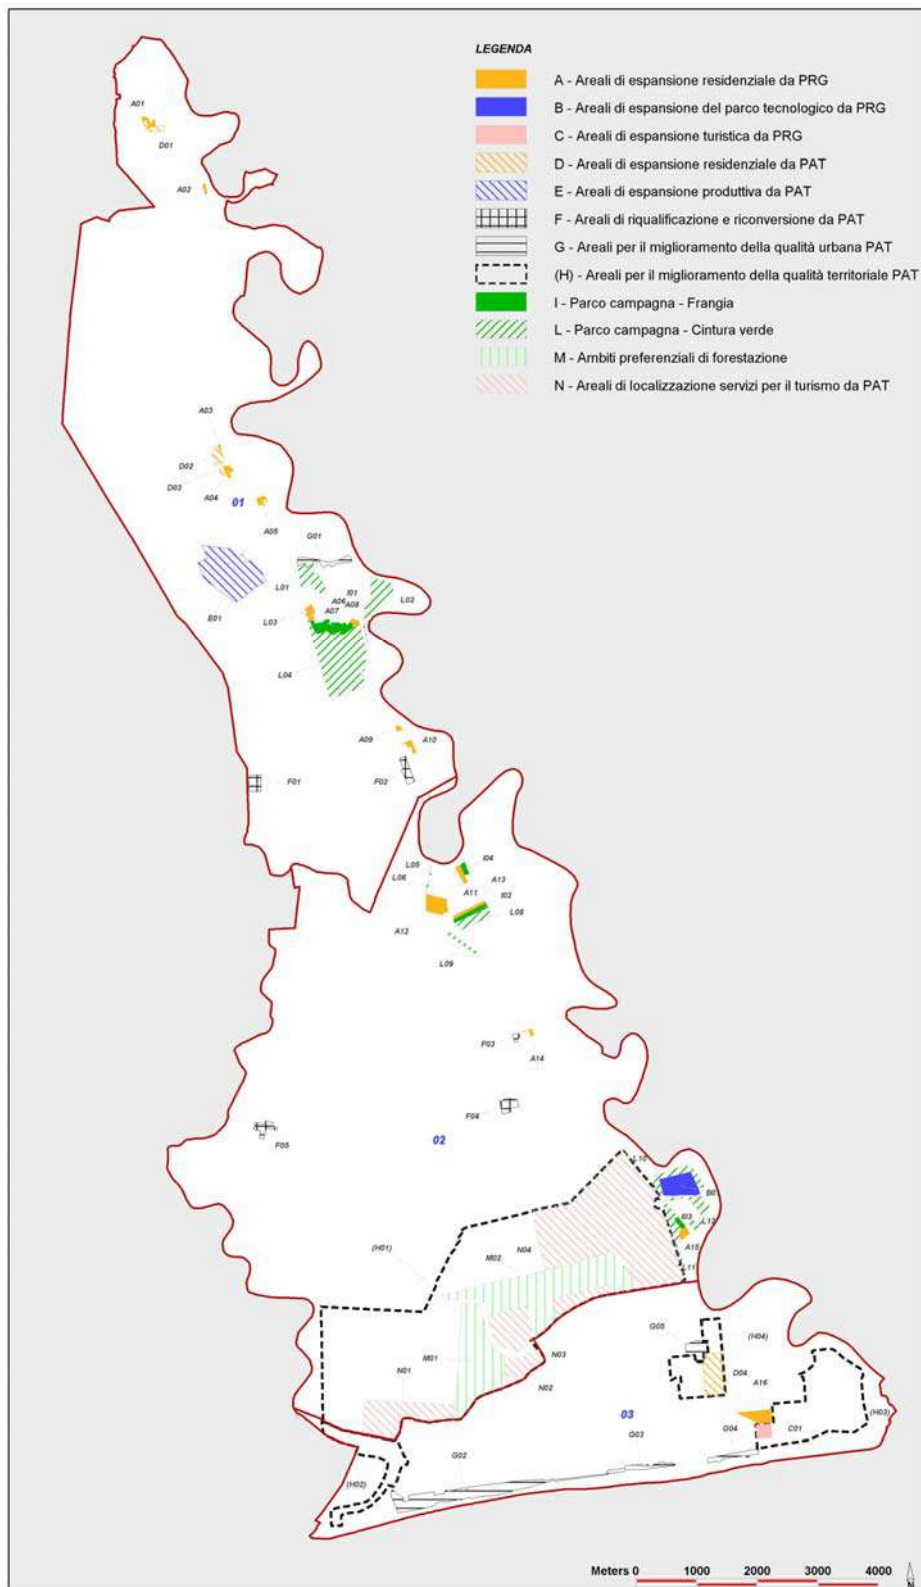 LEGENDA
A - Areali di espansione residenziale da PRG
B - Areali di espansione del parco tecnologico da PRG
C - Areali di espansione turistica da PRG
D - Areali di espansione residenziale da PAT
E - Areali di espansione produttiva da PAT
F - Areali di riqualificazione e riconversione da PAT
G - Areali per il miglioramento della qualità urbana PAT
(H) - Areali per il miglioramento della qualità territoriale PAT
I - Parco campagna - Frangia
L - Parco campagna - Cintura verde
M - Ambiti preferenziali di forestazione
N - Areali di localizzazione servizi per il turismo da PAT
A01
D01
A02
A03
D02
D03
A04
01
A05
G01
L01
I01
A06
A08
L02
A07
L03
E01
L04
A09
A10
F01
F02
I04
L05
L06
A13
A11
I02
L08
A12
L09
F03
A14
F04
F05
02
L10
B01
I03
L12
A15
L11
(H01)
N04
M02
G05
(H04)
M01
N03
N01
D04
A16
N02
03
(H03)
G04
C01
G03
G02
(H02)
Meters 0 1000 2000 3000 4000
N